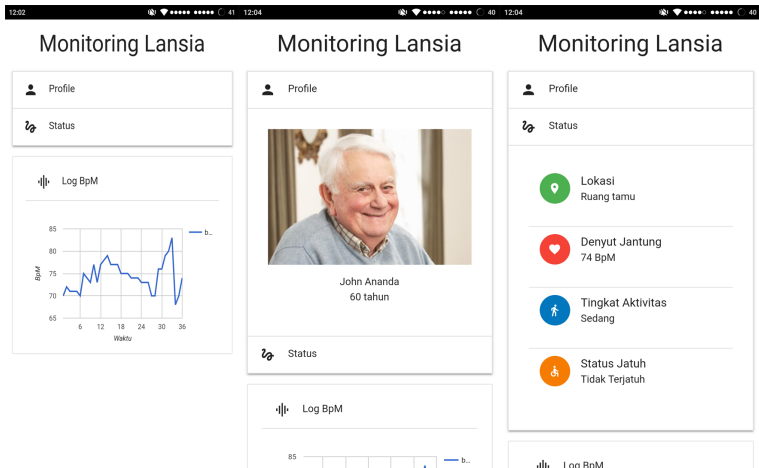 12:02
41
Monitoring Lansia
Profile
Status
Log BpM
85
80
75
70
65
BpM
6 12 18 24 30 36
Waktu
b...
12:04
40
Monitoring Lansia
Profile
John Ananda
60 tahun
Status
Log BpM
85
b...
12:04
40
Monitoring Lansia
Profile
Status
Lokasi
Ruang tamu
Denyut Jantung
74 BpM
Tingkat Aktivitas
Sedang
Status Jatuh
Tidak Terjatuh
Log BpM